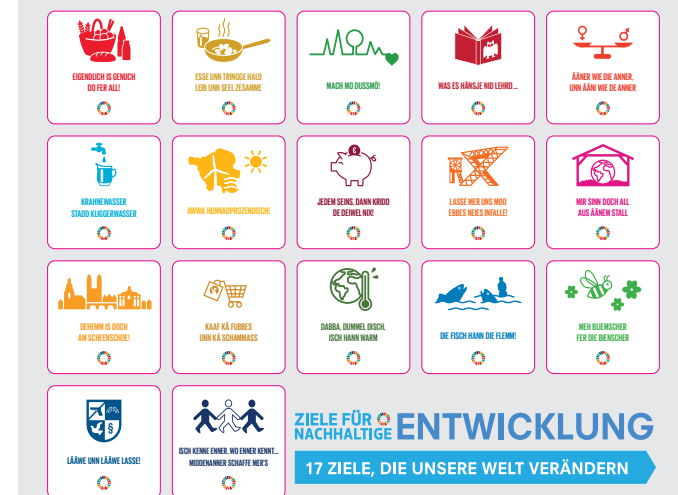 EIGENDLICH IS GENUCH
DO FER ALL!
ESSE UNN TRINGGE HALD
LEIB UNN SEEL ZESAMME
MACH MO DUSSMÕ!
WAS ES HÄNSJE NID LEHRD...
ÄÄNER WIE DIE ANNER,
UNN ÄÄNI WIE DE ANNER
KRAHNEWASSER
STADD KLIGGERWASSER
AWWA HUNNADPROZENDISCH!
JEDEM SEINS, DANN KRIDD
DE DEIWEL NIX!
LASSE MER UNS MOO
EBBES NEIES INFALLE!
MIR SINN DOCH ALL
AUS ÄÄNEM STALL
DEHEMM IS DOCH
AM SCHEENSCHDE!
KAAF KÄ FUBBES
UNN KÄ SCHAMMASS
DABBA, DUMMEL DISCH,
ISCH HANN WARM
DIE FISCH HANN DIE FLEMM!
MEH BLIEMSCHER
FER DIE BIENSCHER
§
LÄÄWE UNN LÄÄWE LASSE!
ISCH KENNE ENNER, WO ENNER KENNT...
MIDDENANNER SCHAFFE MER'S
ZIELE FÜR
NACHHALTIGE ENTWICKLUNG
17 ZIELE, DIE UNSERE WELT VERÄNDERN